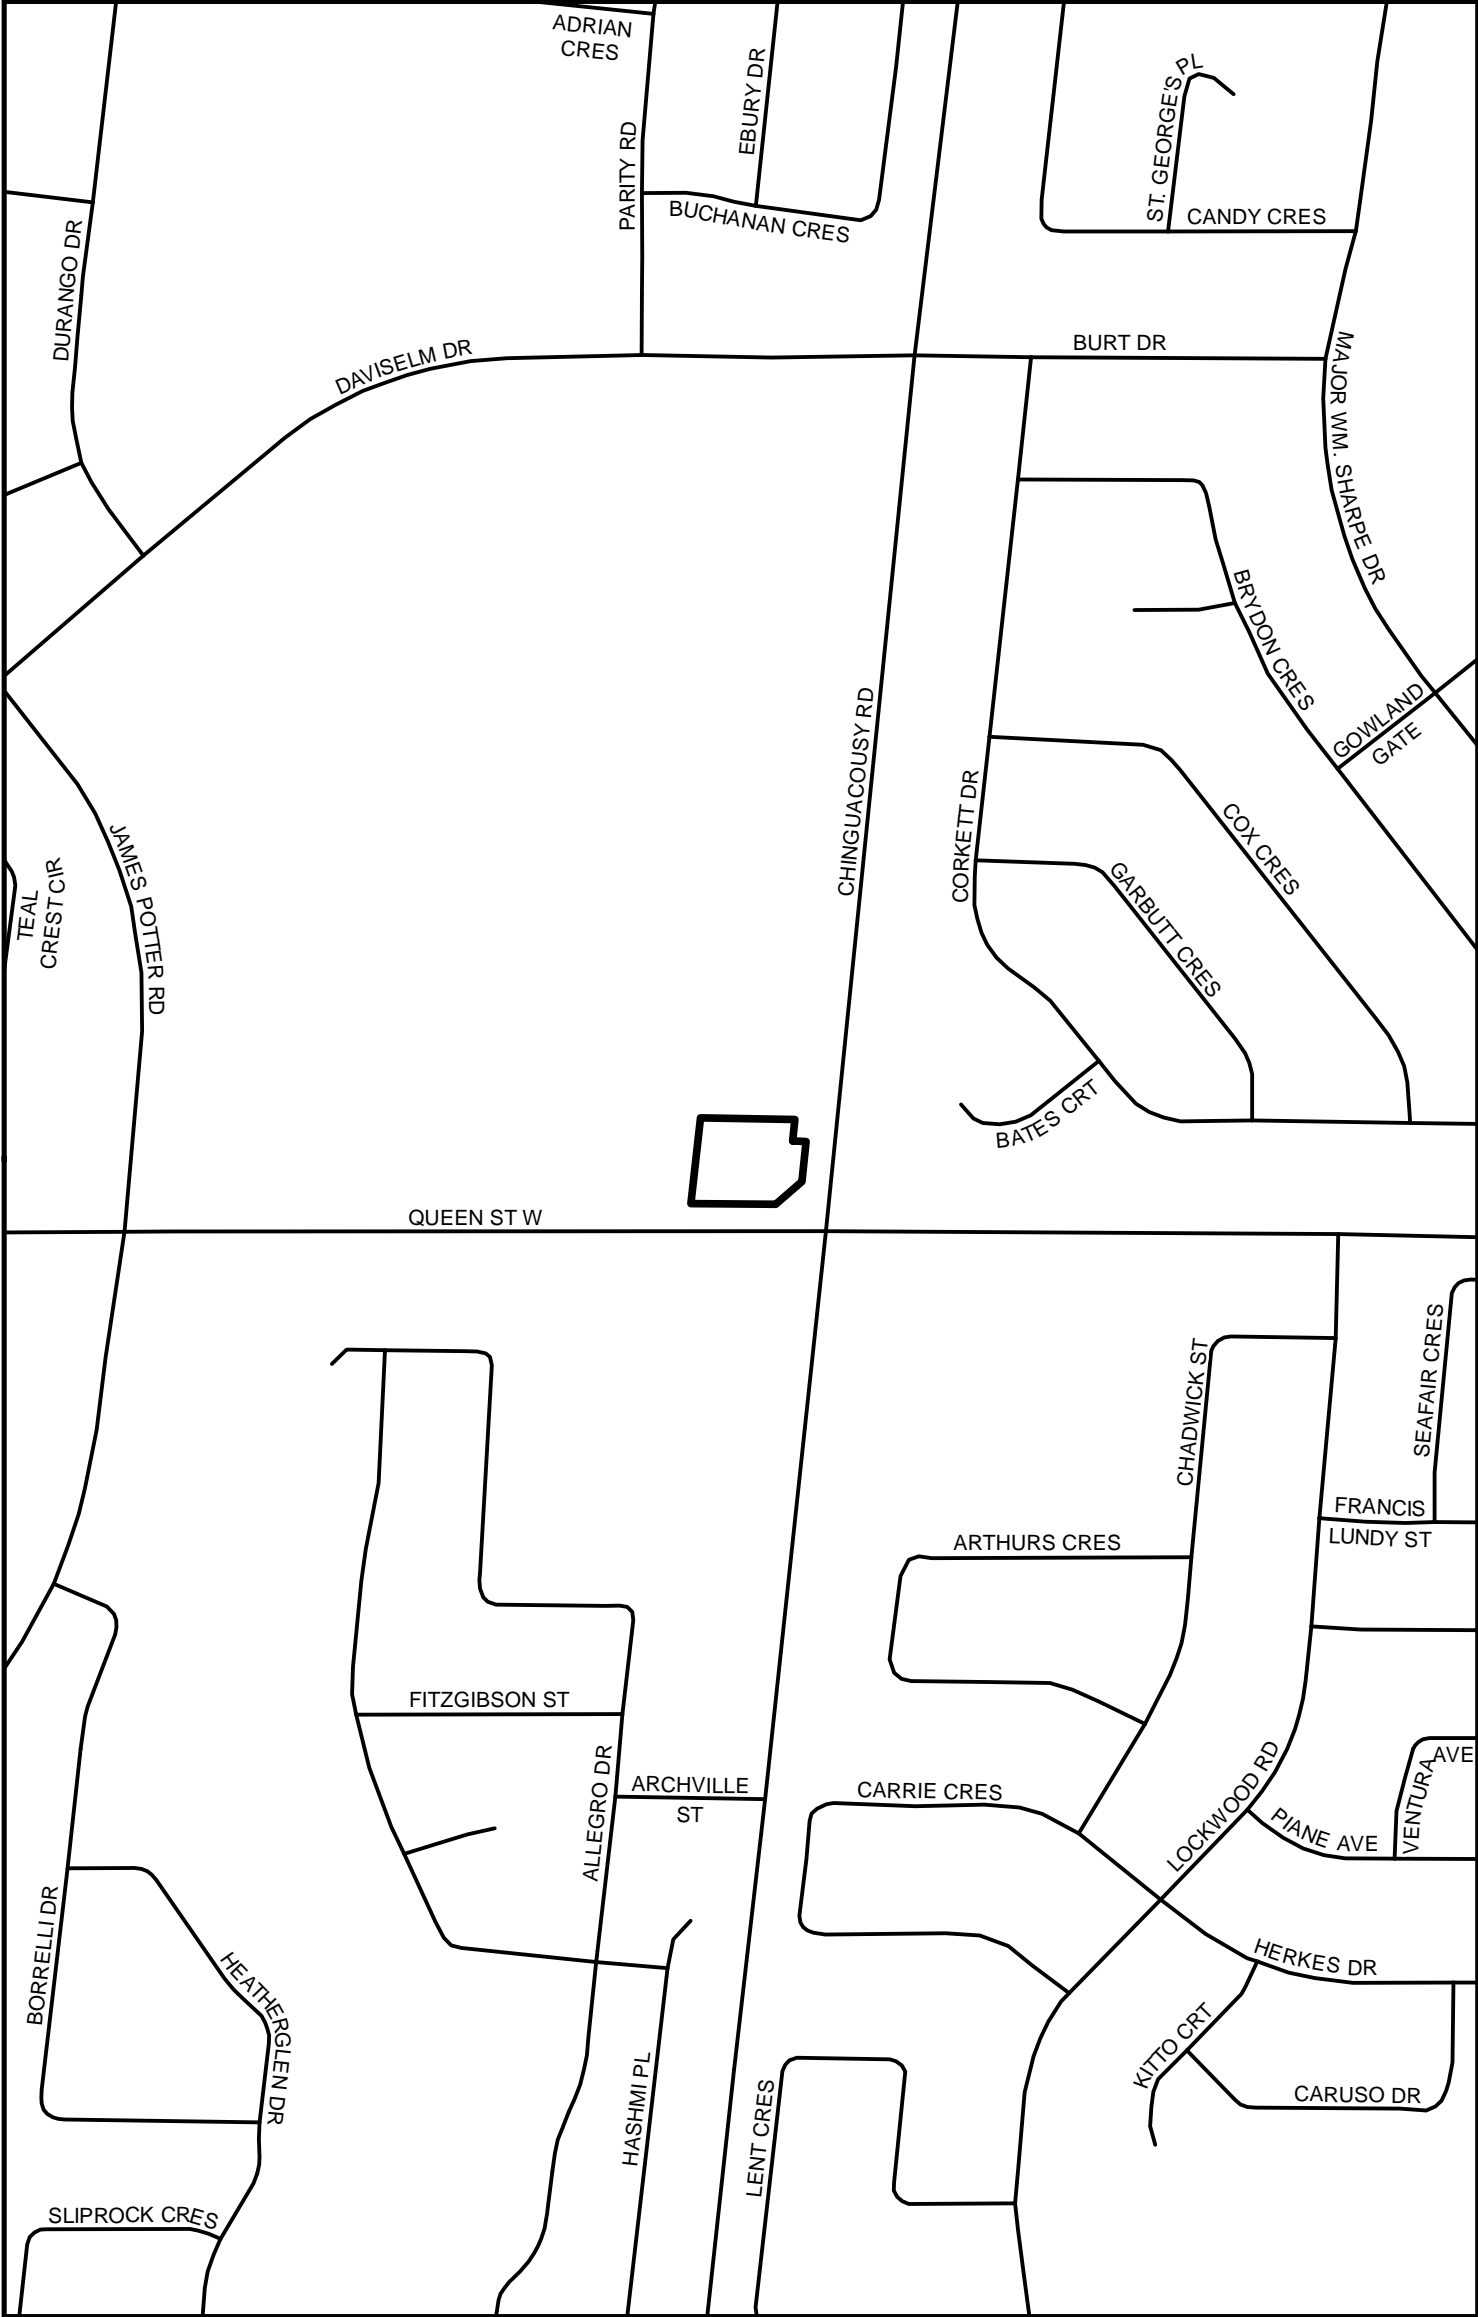 ADRIAN
CRES
EBURY DR
ST. GEORGE'S PL
PARITY RD
BUCHANAN CRES
CANDY CRES
DURANGO DR
DAVISELM DR
BURT DR
MAJOR WM. SHARPE DR
BRYDON CRES
GOWLAND
GATE
CHINGUACOUSY RD
CORKETT DR
COX CRES
JAMES POTTER RD
TEAL
CREST CIR
GARBUTT CRES
BATES CRT
QUEEN ST W
SEAFAIR CRES
CHADWICK ST
FRANCIS
LUNDY ST
ARTHURS CRES
FITZGIBSON ST
ALLEGRO DR
ARCHVILLE
ST
CARRIE CRES
LOCKWOOD RD
VENTURA
AVE
PIANE AVE
BORRELLI DR
HEATHERGLEN DR
HERKES DR
KITTO CRT
HASHMI PL
LENT CRES
CARUSO DR
SLIPROCK CRES